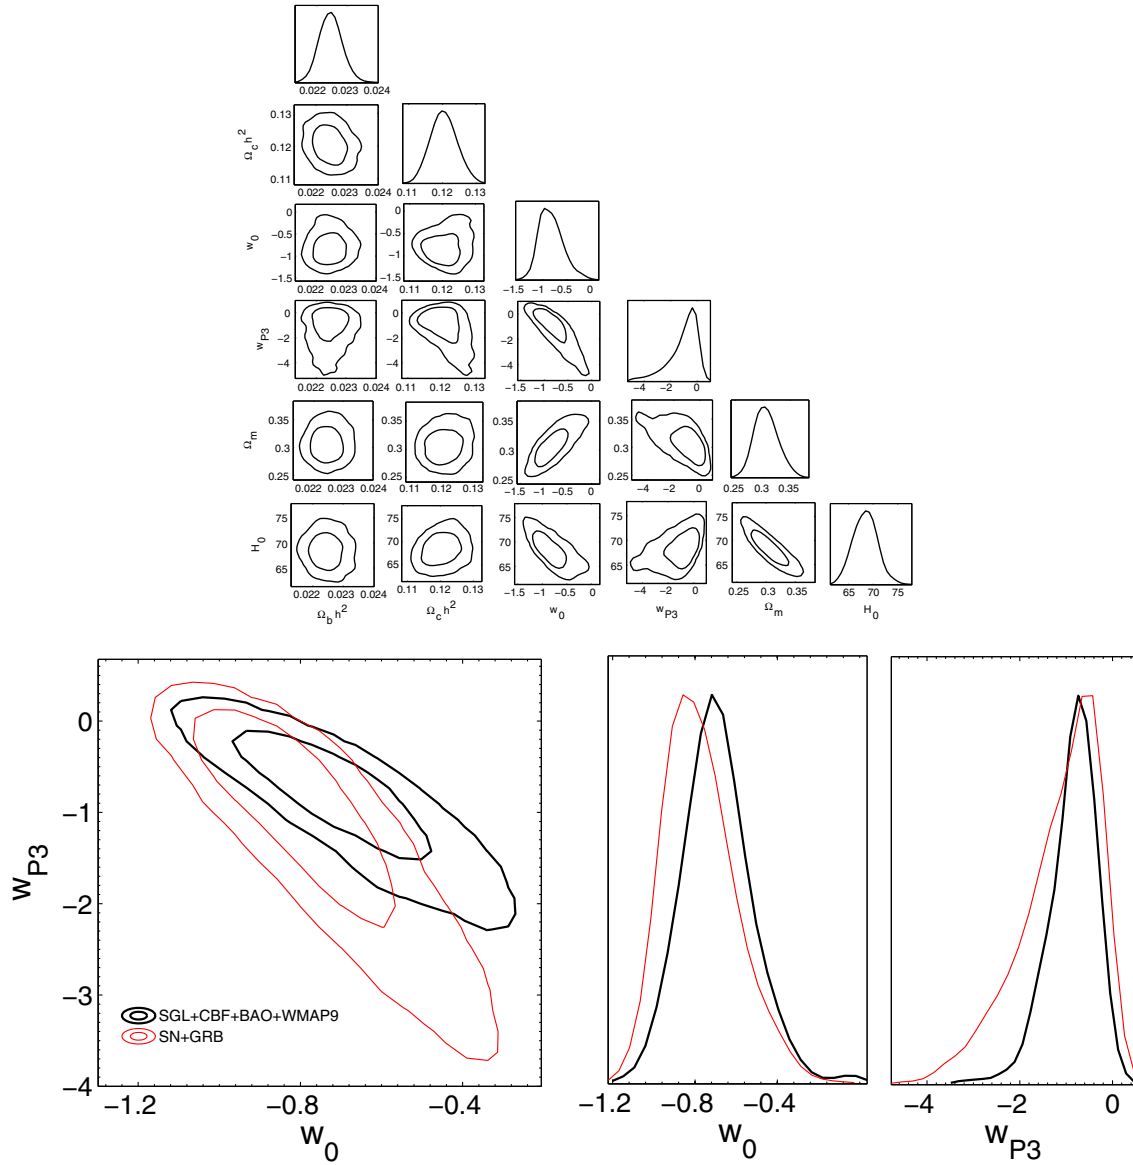 0.022 0.023 0.024
Ω_c h^2
0.13
0.12
0.11
0.022 0.023 0.024
0.11 0.12 0.13
w_0
0
−0.5
−1
−1.5
0.022 0.023 0.024
0
−0.5
−1
−1.5
0.12 0.13
−1.5 −1 −0.5 0
w_P3
0
−2
−4
0.022 0.023 0.024
0
−2
−4
0.11 0.12 0.13
0
−2
−4
−1.5 −1 −0.5 0
−4 −2 0
Ω_m
0.35
0.3
0.25
0.022 0.023 0.024
0.35
0.3
0.25
0.11 0.12 0.13
0.35
0.3
0.25
−1.5 −1 −0.5 0
0.35
0.3
0.25
−4 −2 0
0.25 0.3 0.35
H_0
75
70
65
0.022 0.023 0.024
75
70
65
0.11 0.12 0.13
75
70
65
−1.5 −1 −0.5 0
75
70
65
−4 −2 0
75
70
65
0.25 0.3 0.35
65 70 75
Ω_b h^2 Ω_c h^2 w_0 w_P3 Ω_m H_0
w_P3
0
−1
−2
−3
−4
SGL+CBF+BAO+WMAP9
SN+GRB
−1.2 −0.8 −0.4
w_0
−1.2 −0.8 −0.4
w_0
−4 −2 0
w_P3